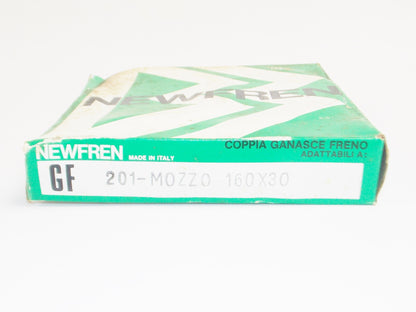 NEWFREN
NEWFREN MADE IN ITALY
COPPIA GANASCE FRENO
ADATTABILI A:
GF 201-MOZZO 160X30